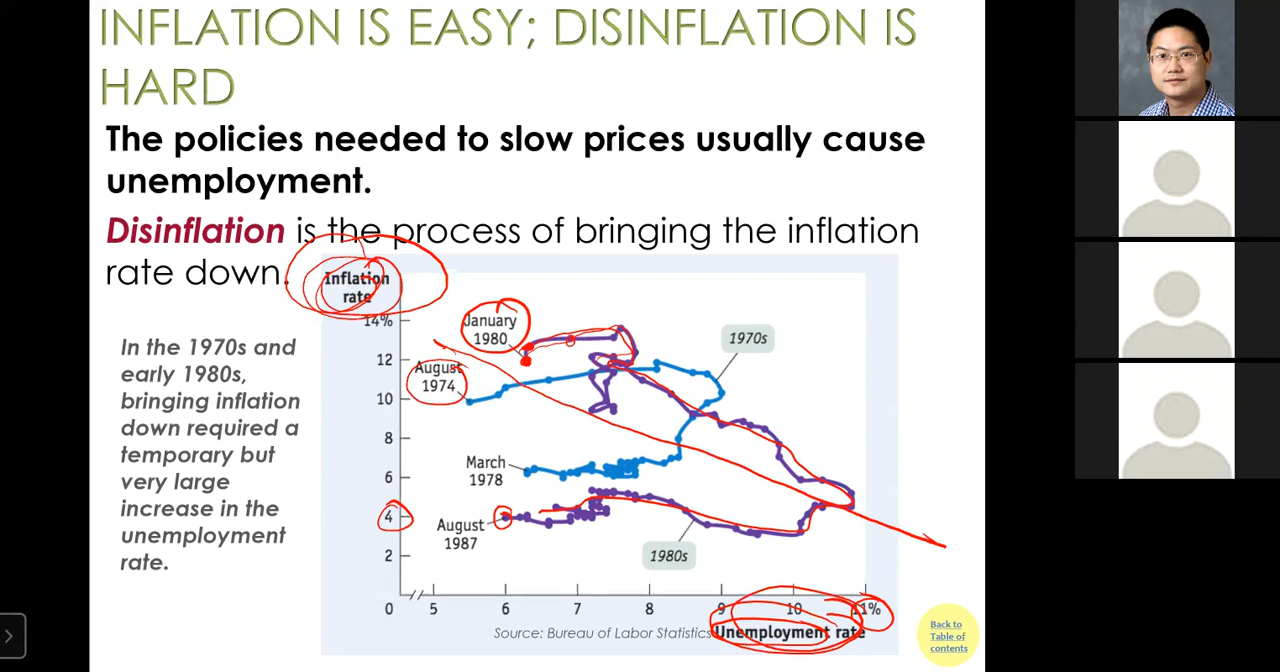 INFLATION IS EASY; DISINFLATION IS
HARD
The policies needed to slow prices usually cause
unemployment.
Disinflation is the process of bringing the inflation
rate down.
In the 1970s and
early 1980s,
bringing inflation
down required a
temporary but
very large
increase in the
unemployment
rate.
Inflation
rate
14%
12
10
8
6
4
2
0
January
1980
August
1974
March
1978
August
1987
1970s
1980s
5
6
7
8
9
10
11%
Source: Bureau of Labor Statistics
Unemployment rate
Back to
Table of
contents